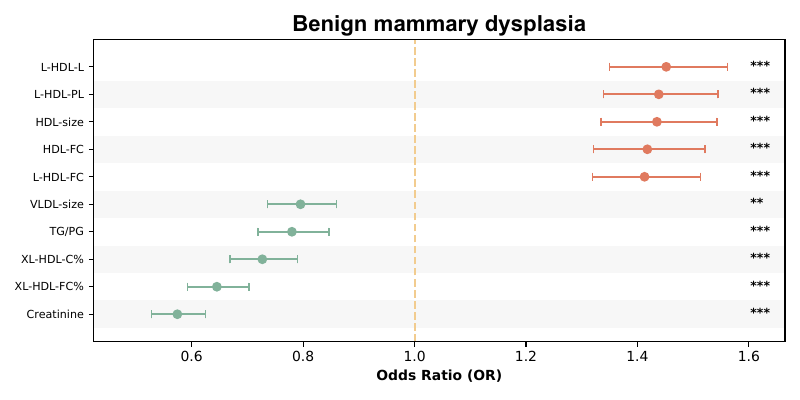 Benign mammary dysplasia
L-HDL-L ***
L-HDL-PL ***
HDL-size ***
HDL-FC ***
L-HDL-FC ***
VLDL-size **
TG/PG ***
XL-HDL-C% ***
XL-HDL-FC% ***
Creatinine ***
0.6 0.8 1.0 1.2 1.4 1.6
Odds Ratio (OR)